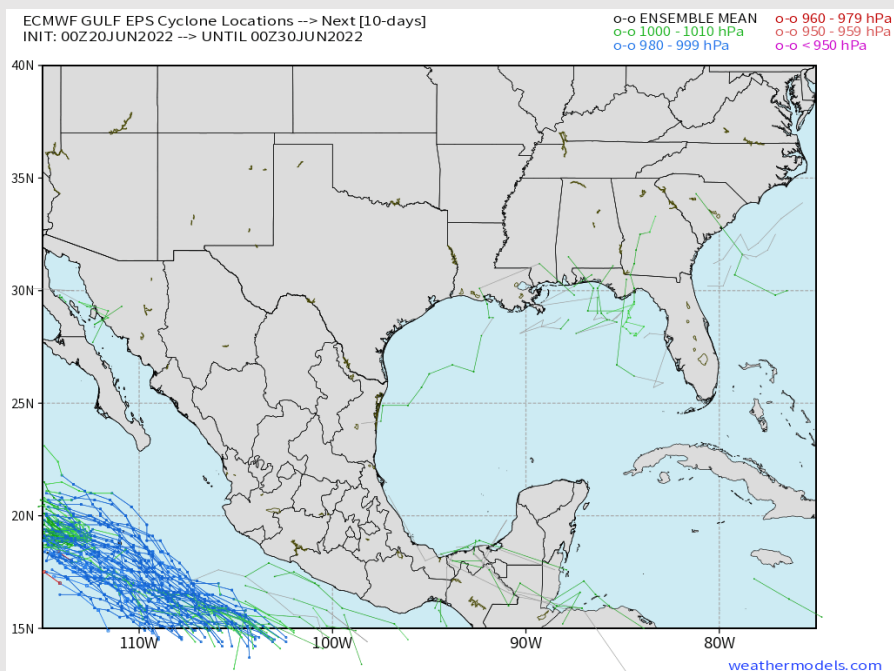 ECMWF GULF EPS Cyclone Locations --> Next [10-days]
INIT: 00Z20JUN2022 --> UNTIL 00Z30JUN2022
o-o ENSEMBLE MEAN
o-o 960 - 979 hPa
o-o 1000 - 1010 hPa
o-o 950 - 959 hPa
o-o 980 - 999 hPa
o-o < 950 hPa
40N
35N
30N
25N
20N
15N
110W
100W
90W
80W
weathermodels.com